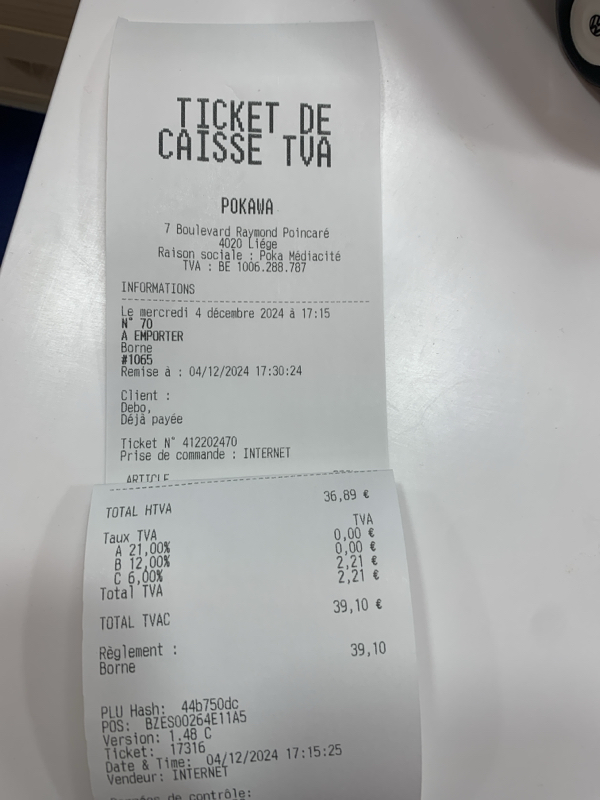 TICKET DE
CAISSE TVA
POKAWA
7 Boulevard Raymond Poincaré
4020 Liége
Raison sociale : Poka Médiacité
TVA : BE 1006.288.787
INFORMATIONS
Le mercredi 4 décembre 2024 à 17:15
N° 70
A EMPORTER
Borne
#1065
Remise à : 04/12/2024 17:30:24
Client :
Debo,
Déjà payée
Ticket N° 412202470
Prise de commande : INTERNET
ARTICLE
TOTAL HTVA 36,89 €
Taux TVA TVA
A 21,00% 0,00 €
B 12,00% 0,00 €
C 6,00% 2,21 €
Total TVA 2,21 €
TOTAL TVAC 39,10 €
Règlement :
Borne 39,10
PLU Hash: 44b750dc
POS: BZES00264E11A5
Version: 1.48 C
Ticket: 17316
Date & Time: 04/12/2024 17:15:25
Vendeur: INTERNET
de contrôle: